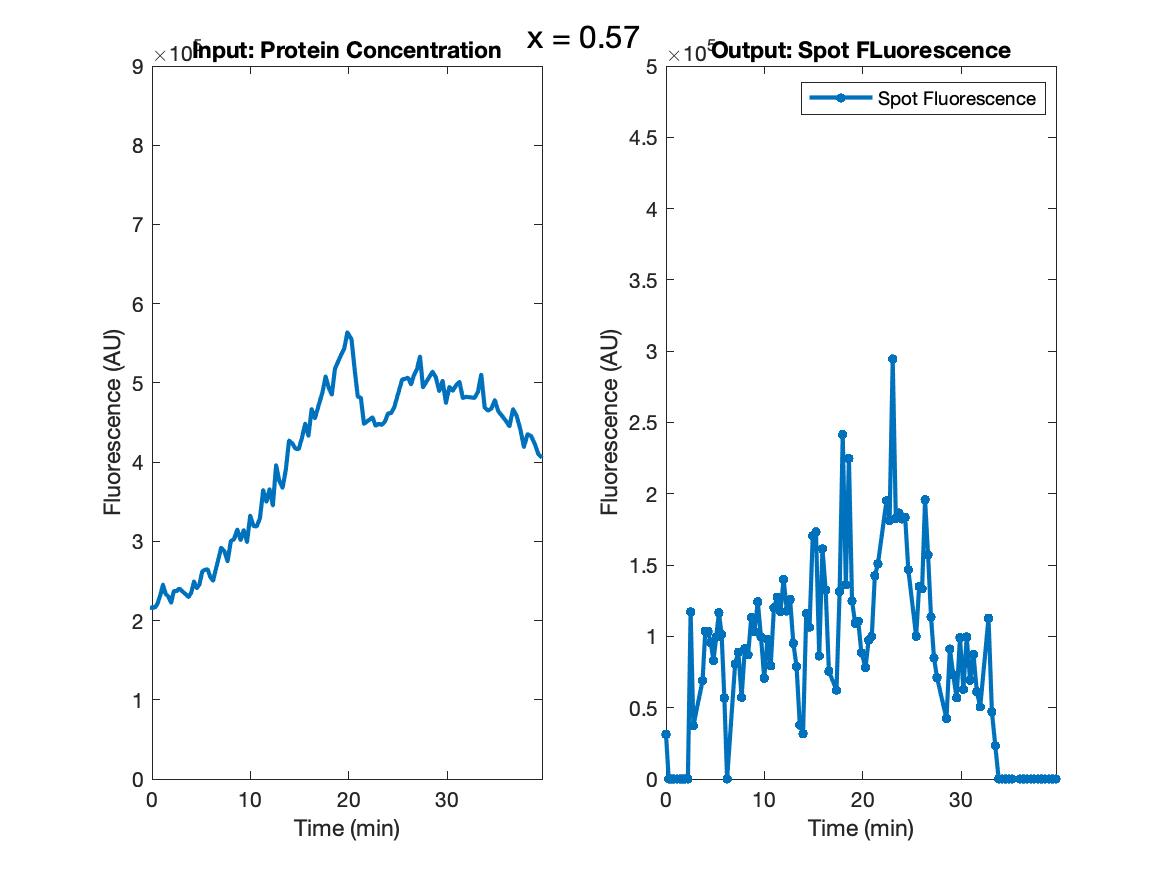 x = 0.57
×10⁵
Input: Protein Concentration
9
8
7
6
5
4
3
2
1
0
Fluorescence (AU)
0 10 20 30
Time (min)
×10⁵
Output: Spot FLuorescence
Spot Fluorescence
5
4.5
4
3.5
3
2.5
2
1.5
1
0.5
0
Fluorescence (AU)
0 10 20 30
Time (min)